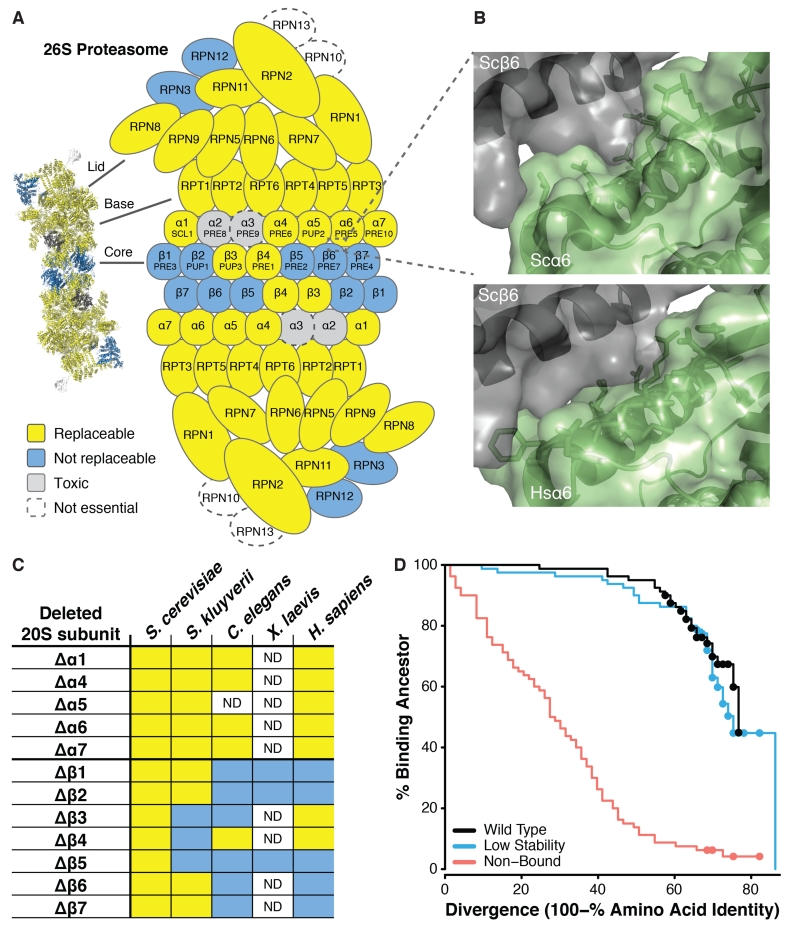 A
26S Proteasome
RPN13
RPN12
RPN10
RPN2
RPN3
RPN11
RPN1
RPN8
RPN9
RPN5
RPN6
RPN7
Lid
RPT1
RPT2
RPT6
RPT4
RPT5
RPT3
Base
α1 SCL1
α2 PRE8
α3 PRE9
α4 PRE6
α5 PUP2
α6 PRE5
α7 PRE10
Core
β1 PRE3
β2 PUP1
β3 PUP3
β4 PRE1
β5 PRE2
β6 PRE7
β7 PRE4
β7
β6
β5
β4
β3
β2
β1
α7
α6
α5
α4
α3
α2
α1
RPT3
RPT5
RPT4
RPT6
RPT2
RPT1
RPN7
RPN6
RPN5
RPN9
RPN8
RPN1
RPN11
RPN3
RPN2
RPN10
RPN12
RPN13
Replaceable
Not replaceable
Toxic
Not essential
B
Scβ6
Scα6
Scβ6
Hsα6
C
Deleted
20S subunit
S. cerevisiae
S. kluyverii
C. elegans
X. laevis
H. sapiens
Δα1 ND
Δα4 ND
Δα5 ND ND
Δα6 ND
Δα7 ND
Δβ1
Δβ2
Δβ3 ND
Δβ4 ND
Δβ5
Δβ6 ND
Δβ7 ND
D
% Binding Ancestor
100
80
60
40
20
0
Wild Type
Low Stability
Non-Bound
0 20 40 60 80
Divergence (100-% Amino Acid Identity)